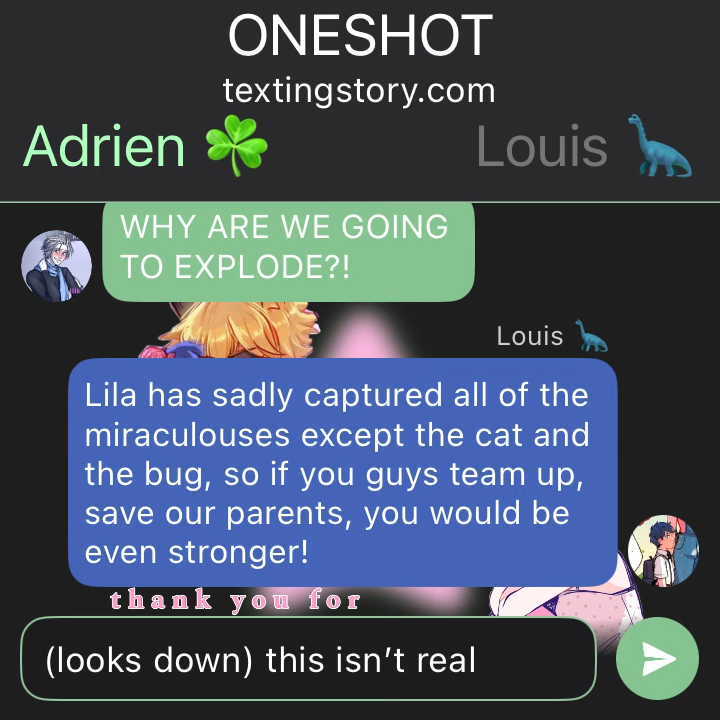 ONESHOT
textingstory.com
Adrien ☘️ Louis 🦕
WHY ARE WE GOING
TO EXPLODE?!
Louis 🦕
Lila has sadly captured all of the
miraculouses except the cat and
the bug, so if you guys team up,
save our parents, you would be
even stronger!
thank you for
(looks down) this isn’t real